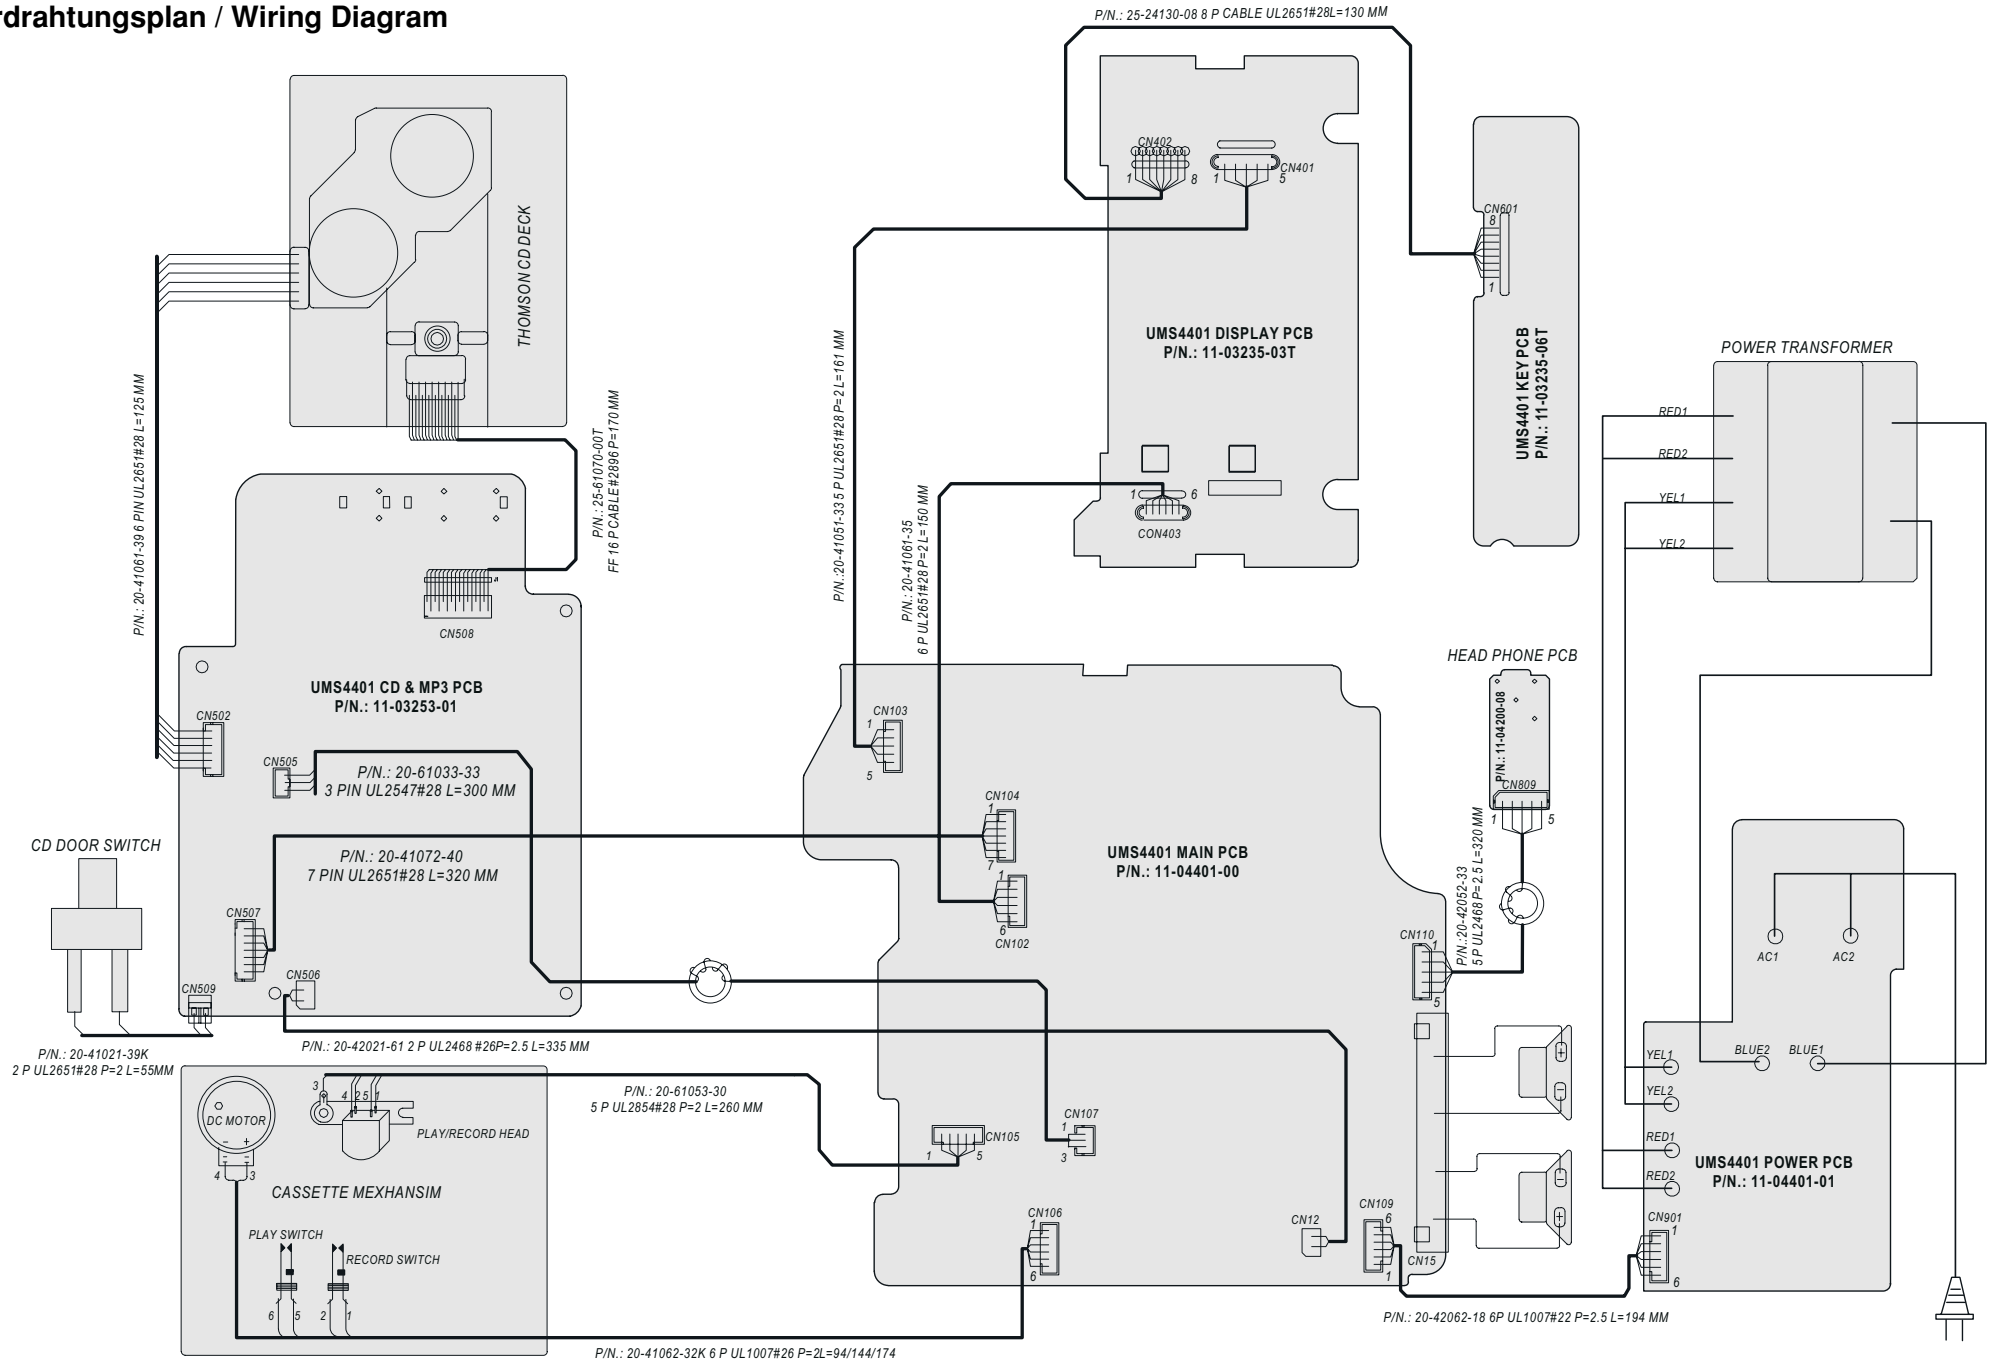 rdrahtungsplan / Wiring Diagram
P/N.: 25-24130-08 8 P CABLE UL2651#28L=130 MM
THOMSON CD DECK
P/N.: 20-41061-39 6 PIN UL2651#28 L=125 MM
P/N.: 25-61070-00T
FF 16 P CABLE#2896 P=170 MM
CN508
UMS4401 CD & MP3 PCB
P/N.: 11-03253-01
CN502
CN505
P/N.: 20-61033-33
3 PIN UL2547#28 L=300 MM
P/N.: 20-41072-40
7 PIN UL2651#28 L=320 MM
CN507
CN506
CN509
CD DOOR SWITCH
P/N.: 20-41021-39K
2 P UL2651#28 P=2 L=55MM
P/N.: 20-42021-61 2 P UL2468 #26P=2.5 L=335 MM
CN402
1
8
CN401
1
5
UMS4401 DISPLAY PCB
P/N.: 11-03235-03T
1
6
CON403
P/N.:20-41051-33 5 P UL2651#28 P=2 L=161 MM
P/N.: 20-41061-35
6 P UL2651#28 P=2 L=150 MM
CN601
8
1
UMS4401 KEY PCB
P/N.: 11-03235-06T
POWER TRANSFORMER
RED1
RED2
YEL1
YEL2
HEAD PHONE PCB
P/N.: 11-04200-08
CN809
1
5
P/N.:20-42052-33
5 P UL2468 P=2.5 L=320 MM
CN103
1
5
CN104
1
7
1
6
CN102
UMS4401 MAIN PCB
P/N.: 11-04401-00
CN110
1
5
AC1
AC2
BLUE2
BLUE1
YEL1
YEL2
RED1
RED2
UMS4401 POWER PCB
P/N.: 11-04401-01
CN901
1
6
DC MOTOR
-
+
4
3
3
4
2
5
1
PLAY/RECORD HEAD
CASSETTE MEXHANSIM
PLAY SWITCH
RECORD SWITCH
6
5
2
1
P/N.: 20-61053-30
5 P UL2854#28 P=2 L=260 MM
CN105
1
5
CN107
1
3
CN106
1
6
CN12
CN109
6
1
CN15
+
-
-
+
P/N.: 20-42062-18 6P UL1007#22 P=2.5 L=194 MM
P/N.: 20-41062-32K 6 P UL1007#26 P=2L=94/144/174